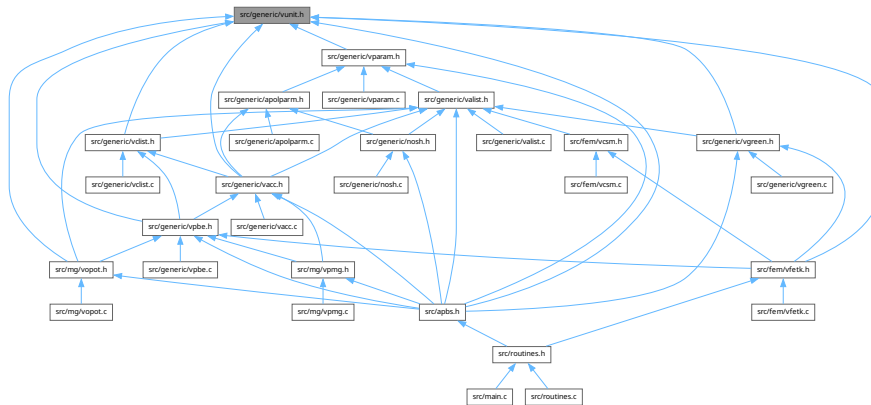 src/generic/vunit.h
src/generic/vparam.h
src/generic/apolparm.h
src/generic/vparam.c
src/generic/valist.h
src/generic/vclist.h
src/generic/apolparm.c
src/generic/nosh.h
src/generic/valist.c
src/fem/vcsm.h
src/generic/vgreen.h
src/generic/vclist.c
src/generic/vacc.h
src/generic/nosh.c
src/fem/vcsm.c
src/generic/vgreen.c
src/generic/vpbe.h
src/generic/vacc.c
src/mg/vopot.h
src/generic/vpbe.c
src/mg/vpmg.h
src/fem/vfetk.h
src/mg/vopot.c
src/mg/vpmg.c
src/apbs.h
src/fem/vfetk.c
src/routines.h
src/main.c
src/routines.c